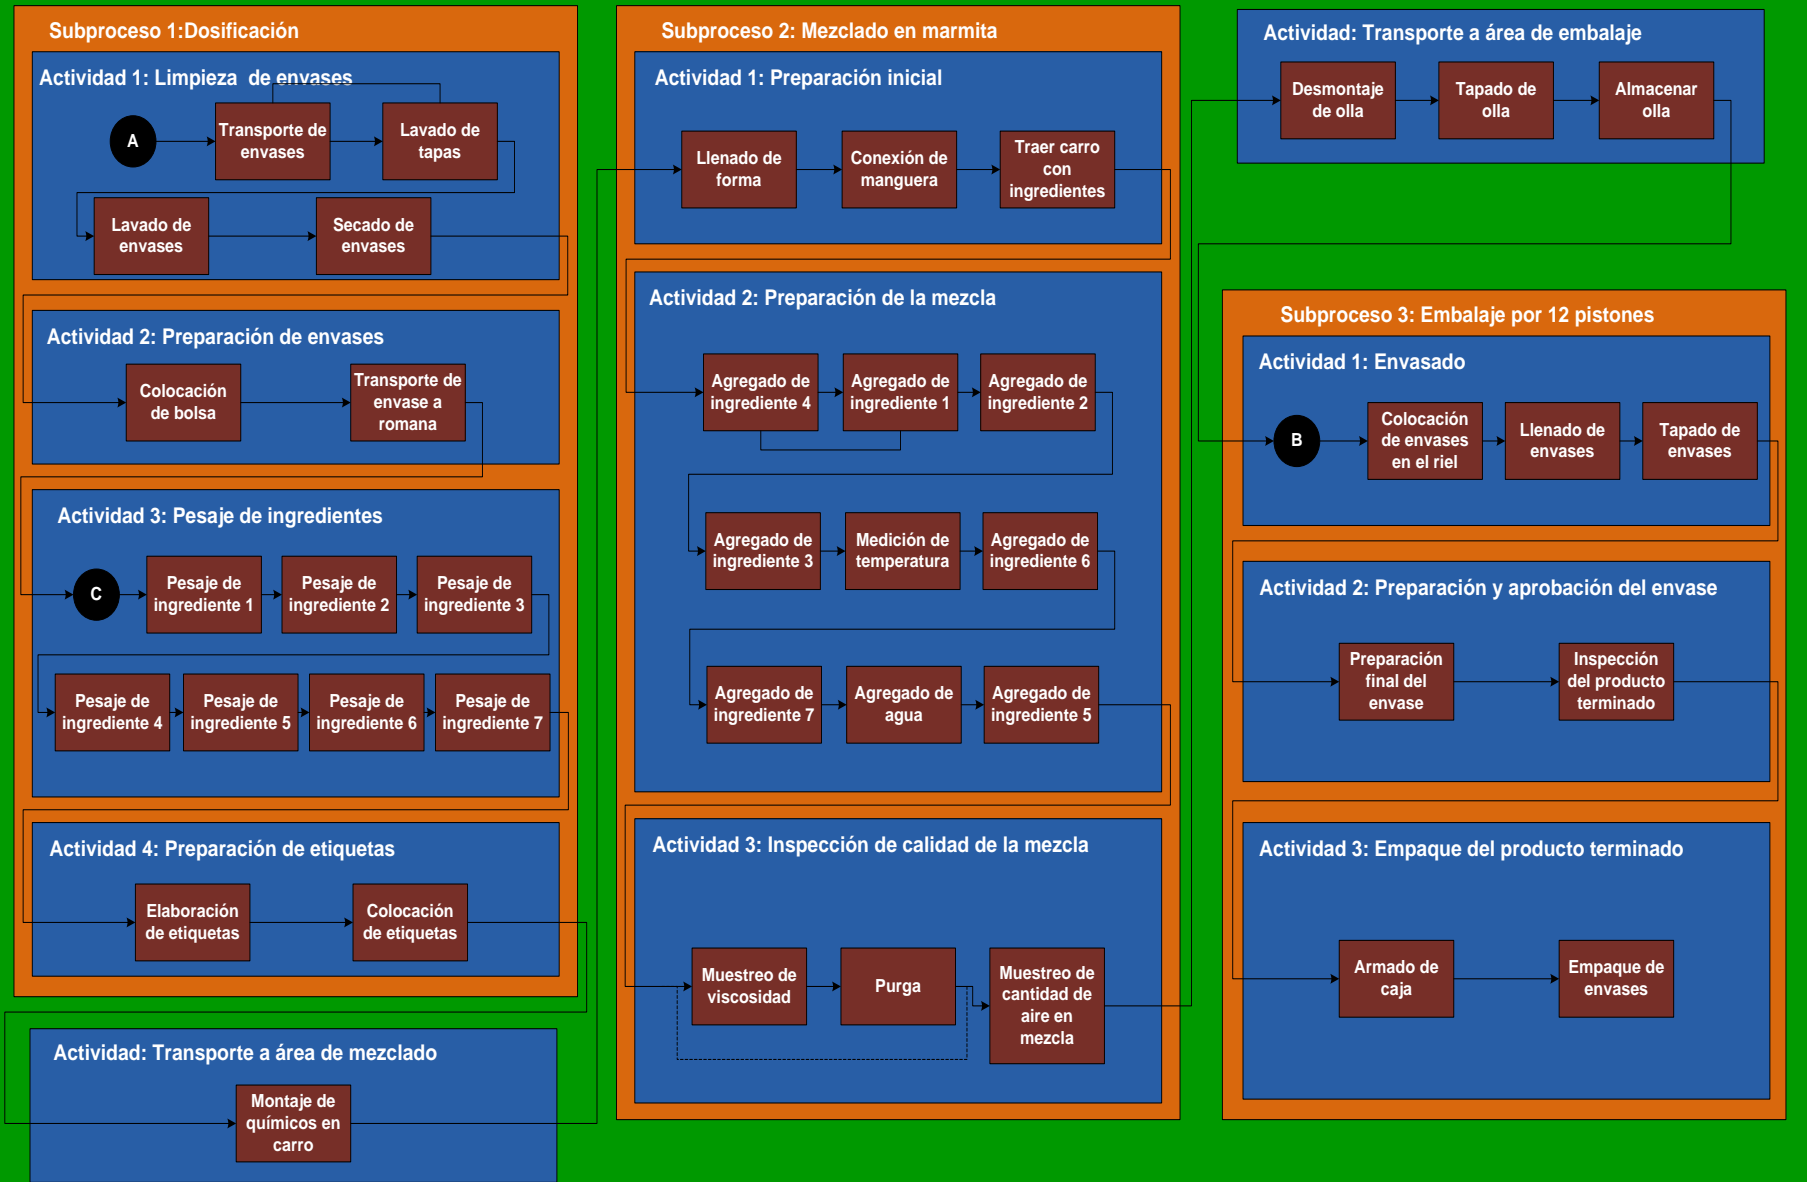 Subproceso 1:Dosificación
Actividad 1: Limpieza  de envases
A
Transporte de
envases
Lavado de
tapas
Lavado de
envases
Secado de
envases
Actividad 2: Preparación de envases
Colocación
de bolsa
Transporte de
envase a
romana
Actividad 3: Pesaje de ingredientes
C
Pesaje de
ingrediente 1
Pesaje de
ingrediente 2
Pesaje de
ingrediente 3
Pesaje de
ingrediente 4
Pesaje de
ingrediente 5
Pesaje de
ingrediente 6
Pesaje de
ingrediente 7
Actividad 4: Preparación de etiquetas
Elaboración
de etiquetas
Colocación
de etiquetas
Actividad: Transporte a área de mezclado
Montaje de
químicos en
carro
Subproceso 2: Mezclado en marmita
Actividad 1: Preparación inicial
Llenado de
forma
Conexión de
manguera
Traer carro
con
ingredientes
Actividad 2: Preparación de la mezcla
Agregado de
ingrediente 4
Agregado de
ingrediente 1
Agregado de
ingrediente 2
Agregado de
ingrediente 3
Medición de
temperatura
Agregado de
ingrediente 6
Agregado de
ingrediente 7
Agregado de
agua
Agregado de
ingrediente 5
Actividad 3: Inspección de calidad de la mezcla
Muestreo de
viscosidad
Purga
Muestreo de
cantidad de
aire en
mezcla
Actividad: Transporte a área de embalaje
Desmontaje
de olla
Tapado de
olla
Almacenar
olla
Subproceso 3: Embalaje por 12 pistones
Actividad 1: Envasado
B
Colocación
de envases
en el riel
Llenado de
envases
Tapado de
envases
Actividad 2: Preparación y aprobación del envase
Preparación
final del
envase
Inspección
del producto
terminado
Actividad 3: Empaque del producto terminado
Armado de
caja
Empaque de
envases